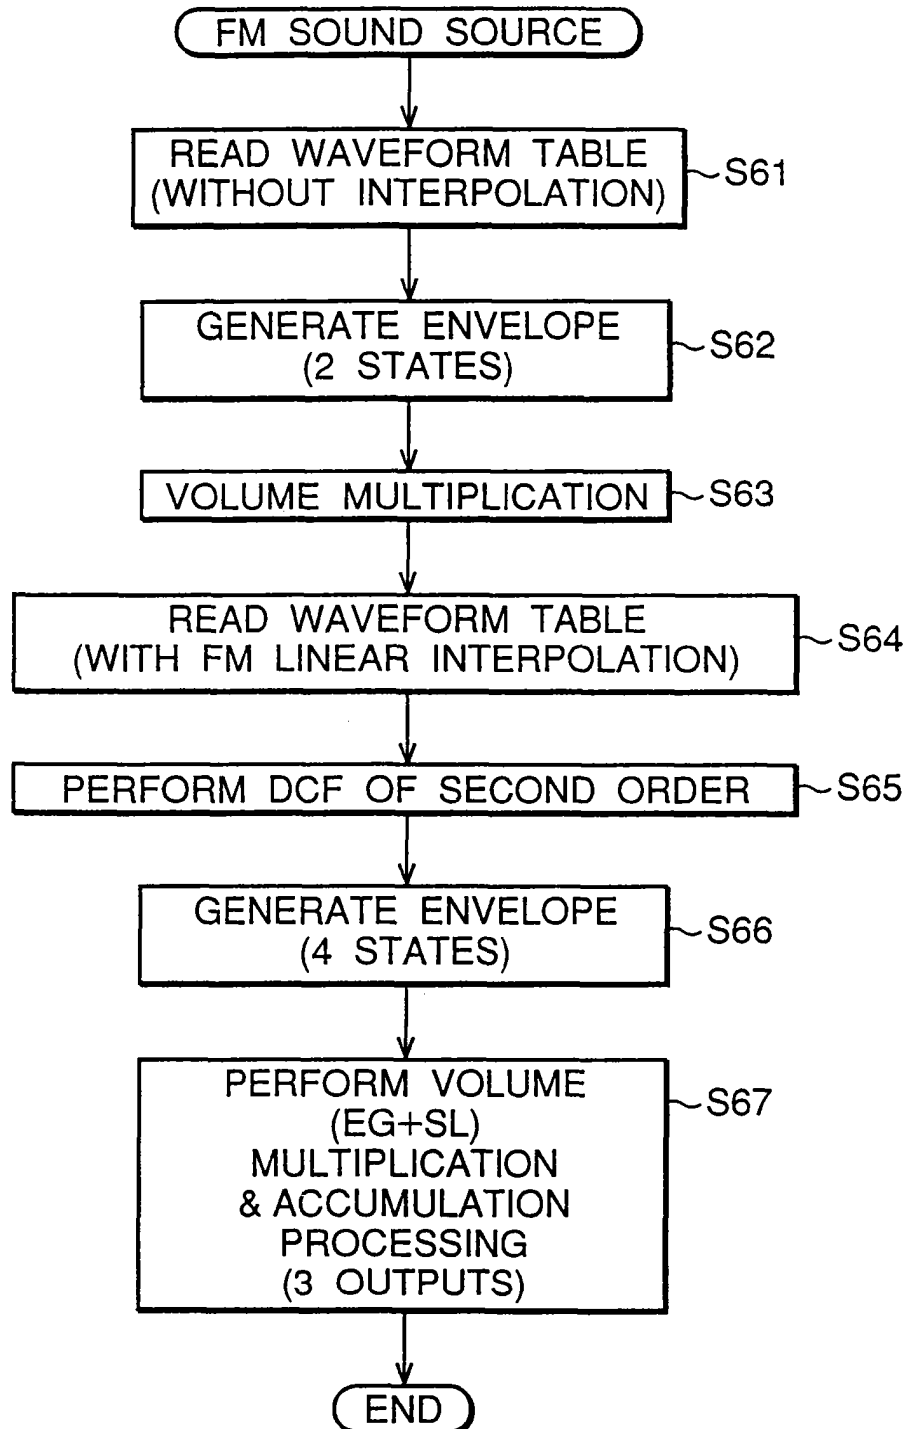 FM SOUND SOURCE
READ WAVEFORM TABLE
(WITHOUT INTERPOLATION)
S61
GENERATE ENVELOPE
(2 STATES)
S62
VOLUME MULTIPLICATION
S63
READ WAVEFORM TABLE
(WITH FM LINEAR INTERPOLATION)
S64
PERFORM DCF OF SECOND ORDER
S65
GENERATE ENVELOPE
(4 STATES)
S66
PERFORM VOLUME
(EG+SL)
MULTIPLICATION
& ACCUMULATION
PROCESSING
(3 OUTPUTS)
S67
END